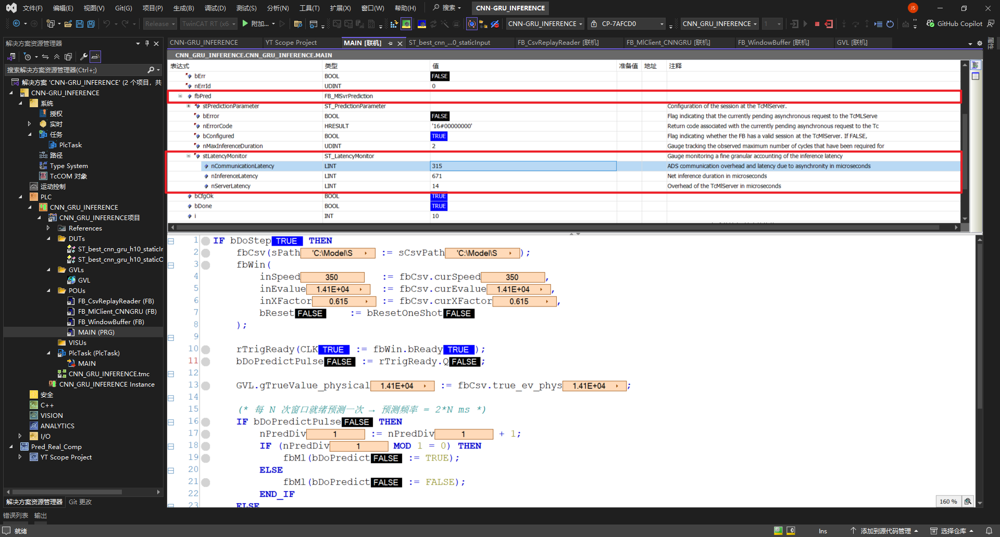 文件(F) 编辑(E) 视图(V) Git(G) 项目(P) 生成(B) 调试(D) 测试(S) 分析(N) 工具(T) 扩展(X) 窗口(W) 帮助(H) 搜索 CNN-GRU_INFERENCE JS
Release TwinCAT RT (x6 附加... CNN-GRU_INFERENCE CP-7AFCD0 CNN_GRU_INFERENCE 1 GitHub Copilot
解决方案资源管理器
搜索解决方案资源管理器(Ctrl+;)
解决方案 'CNN-GRU_INFERENCE' (2 个项目，共
CNN-GRU_INFERENCE
系统
授权
实时
任务
PlcTask
路径
Type System
TcCOM 对象
运动控制
PLC
CNN_GRU_INFERENCE
CNN_GRU_INFERENCE项目
References
DUTs
ST_best_cnn_gru_h10_staticIr
ST_best_cnn_gru_h10_staticC
GVLs
GVL
POUs
FB_CsvReplayReader (FB)
FB_MlClient_CNNGRU (FB)
FB_WindowBuffer (FB)
MAIN (PRG)
VISUs
PlcTask (PlcTask)
MAIN
CNN_GRU_INFERENCE.tmc
CNN_GRU_INFERENCE Instance
安全
C++
VISION
ANALYTICS
I/O
Pred_Real_Comp
YT Scope Project
解决方案资源管理器 Git 更改
CNN-GRU_INFERENCE YT Scope Project MAIN [联机] ST_best_cnn_...0_staticInput FB_CsvReplayReader [联机] FB_MlClient_CNNGRU [联机] FB_WindowBuffer [联机] GVL [联机]
CNN_GRU_INFERENCE.CNN_GRU_INFERENCE.MAIN
表达式 类型 值 准备值 地址 注释
bErr BOOL FALSE
nErrId UDINT 0
fbPred FB_MlSvrPrediction
stPredictionParameter ST_PredictionParameter Configuration of the session at the TcMlServer.
bError BOOL FALSE Flag indicating that the currently pending asynchronous request to the TcMLServe
nErrorCode HRESULT '16#00000000' Return code associated with the currently pending asynchronous request to the Tc
bConfigured BOOL TRUE Flag indicating whether the FB has a valid session at the TcMlServer. If FALSE,
nMaxInferenceDuration UDINT 2 Gauge tracking the observed maximum number of cycles that have been required for
stLatencyMonitor ST_LatencyMonitor Gauge monitoring a fine granular accounting of the inference latency
nCommunicationLatency LINT 315 ADS communication overhead and latency due to asynchronity in microseconds
nInferenceLatency LINT 671 Net inference duration in microseconds
nServerLatency LINT 14 Overhead of the TcMlServer in microseconds
bCfgOk BOOL TRUE
bDone BOOL TRUE
i INT 10
1 IF bDoStep TRUE THEN
2 fbCsv(sPath 'C:\Model\S := sCsvPath 'C:\Model\S );
3 fbWin(
4 inSpeed 350 := fbCsv.curSpeed 350 ,
5 inEvalue 1.41E+04 := fbCsv.curEvalue 1.41E+04 ,
6 inXFactor 0.615 := fbCsv.curXFactor 0.615 ,
7 bReset FALSE := bResetOneShot FALSE
8 );
9
10 rTrigReady(CLK TRUE := fbWin.bReady TRUE );
11 bDoPredictPulse FALSE := rTrigReady.Q FALSE ;
12
13 GVL.gTrueValue_physical 1.41E+04 := fbCsv.true_ev_phys 1.41E+04 ;
14
15 (* 每 N 次窗口就绪预测一次 → 预测频率 = 2*N ms *)
16 IF bDoPredictPulse FALSE THEN
17 nPredDiv 1 := nPredDiv 1 + 1;
18 IF (nPredDiv 1 MOD 1 = 0) THEN
19 fbMl(bDoPredict FALSE := TRUE);
20 ELSE
21 fbMl(bDoPredict FALSE := FALSE);
22 END_IF
23 ELSE
160 %
错误列表 输出
就绪 Ins 添加到源代码管理 选择仓库